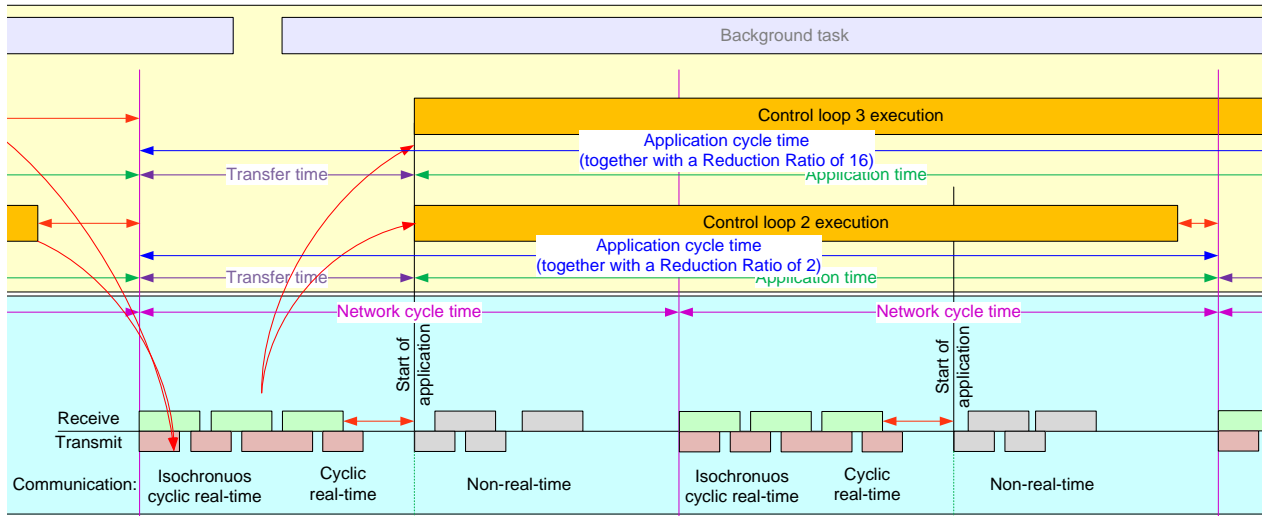 Background task
Control loop 3 execution
Application cycle time
(together with a Reduction Ratio of 16)
Transfer time
Application time
Control loop 2 execution
Application cycle time
(together with a Reduction Ratio of 2)
Transfer time
Application time
Network cycle time
Network cycle time
Start of
application
Start of
application
Receive
Transmit
Communication:
Isochronuos
cyclic real-time
Cyclic
real-time
Non-real-time
Isochronuos
cyclic real-time
Cyclic
real-time
Non-real-time